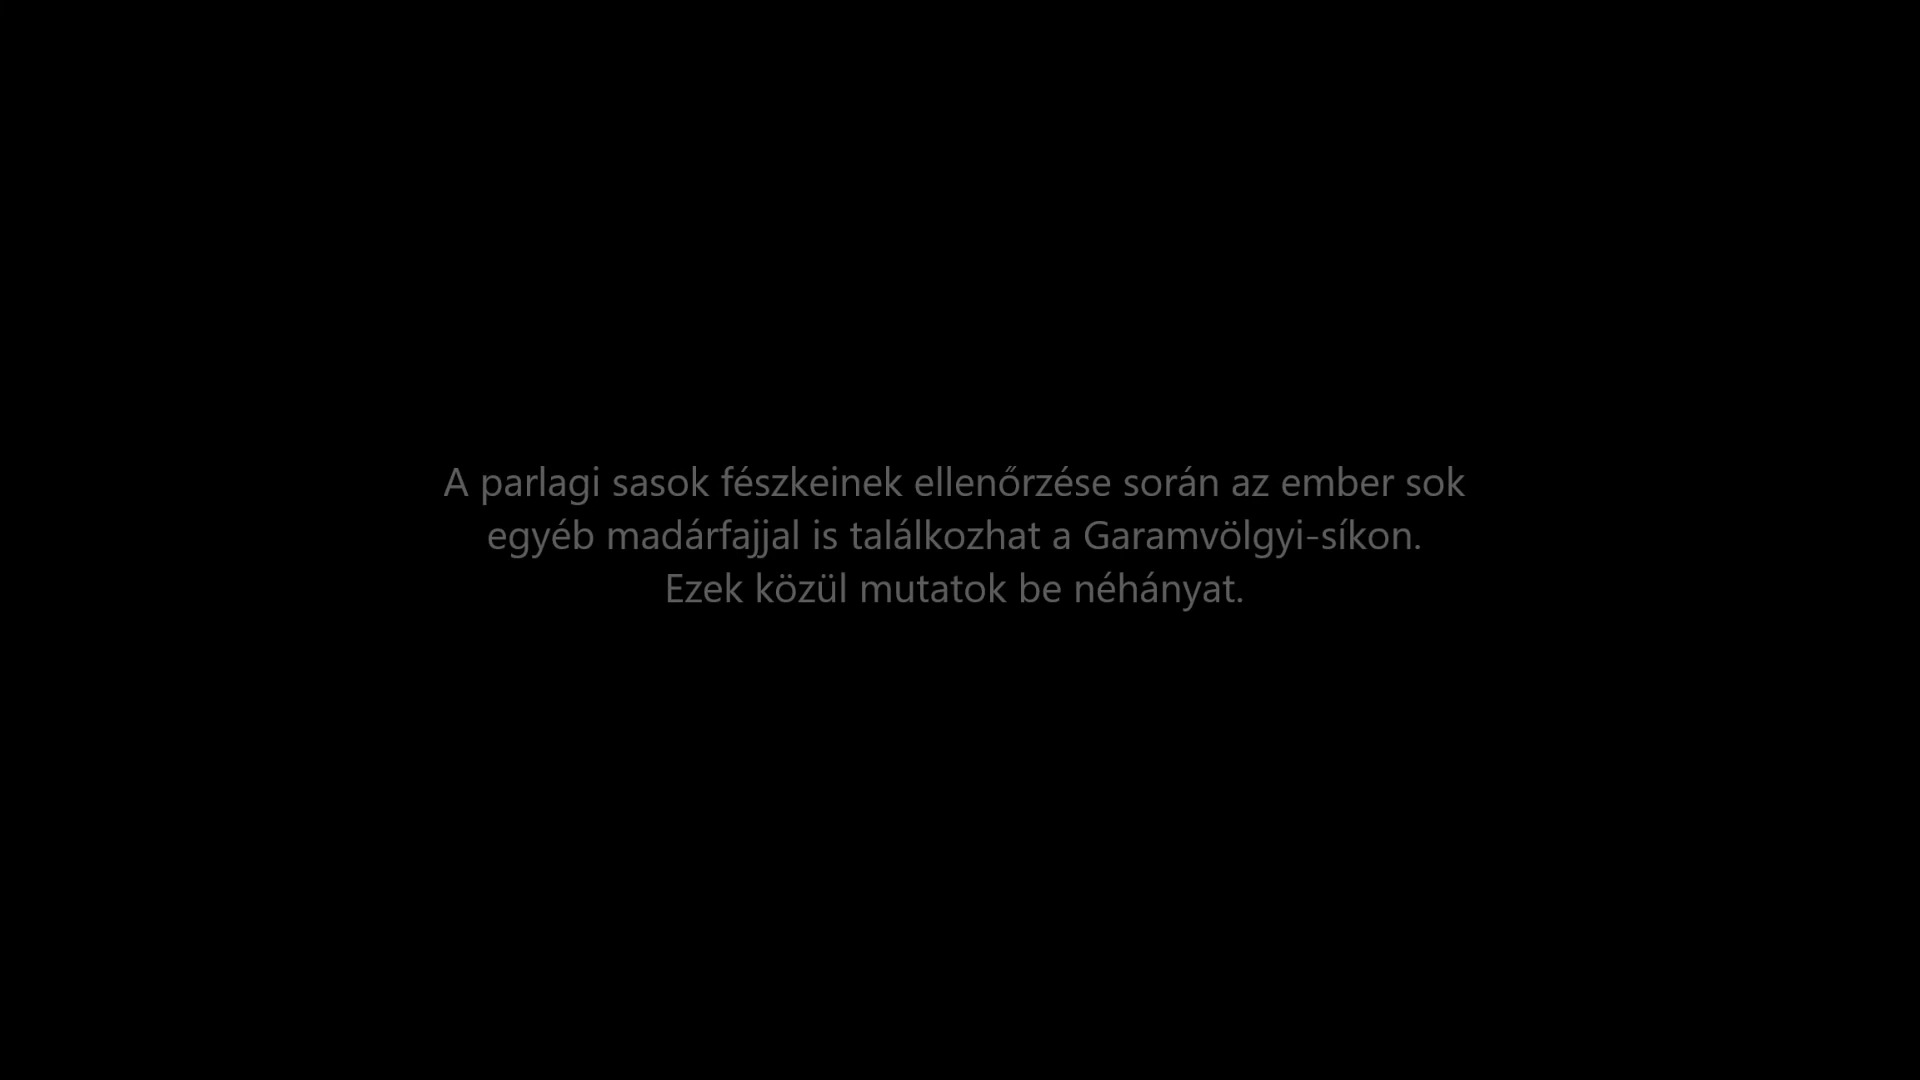 A parlagi sasok fészkeinek ellenőrzése során az ember sok
egyéb madárfajjal is találkozhat a Garamvölgyi-síkon.
Ezek közül mutatok be néhányat.